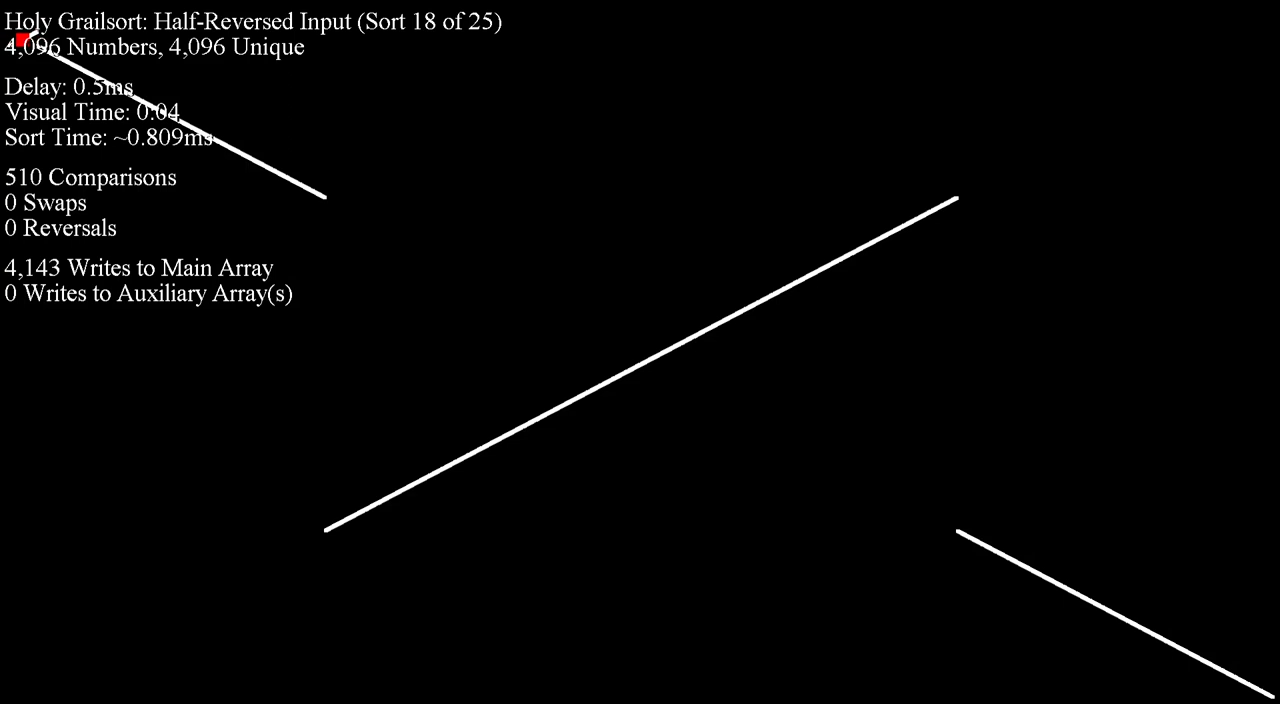 Holy Grailsort: Half-Reversed Input (Sort 18 of 25)
4,096 Numbers, 4,096 Unique
Delay: 0.5ms
Visual Time: 0:04
Sort Time: ~0.809ms
510 Comparisons
0 Swaps
0 Reversals
4,143 Writes to Main Array
0 Writes to Auxiliary Array(s)